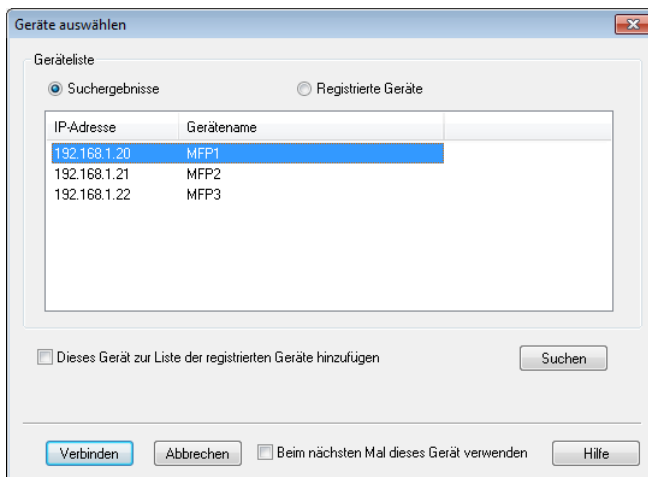 Geräte auswählen
Geräteliste
Suchergebnisse Registrierte Geräte
IP-Adresse Gerätename
192.168.1.20 MFP1
192.168.1.21 MFP2
192.168.1.22 MFP3
Dieses Gerät zur Liste der registrierten Geräte hinzufügen Suchen
Verbinden Abbrechen Beim nächsten Mal dieses Gerät verwenden Hilfe